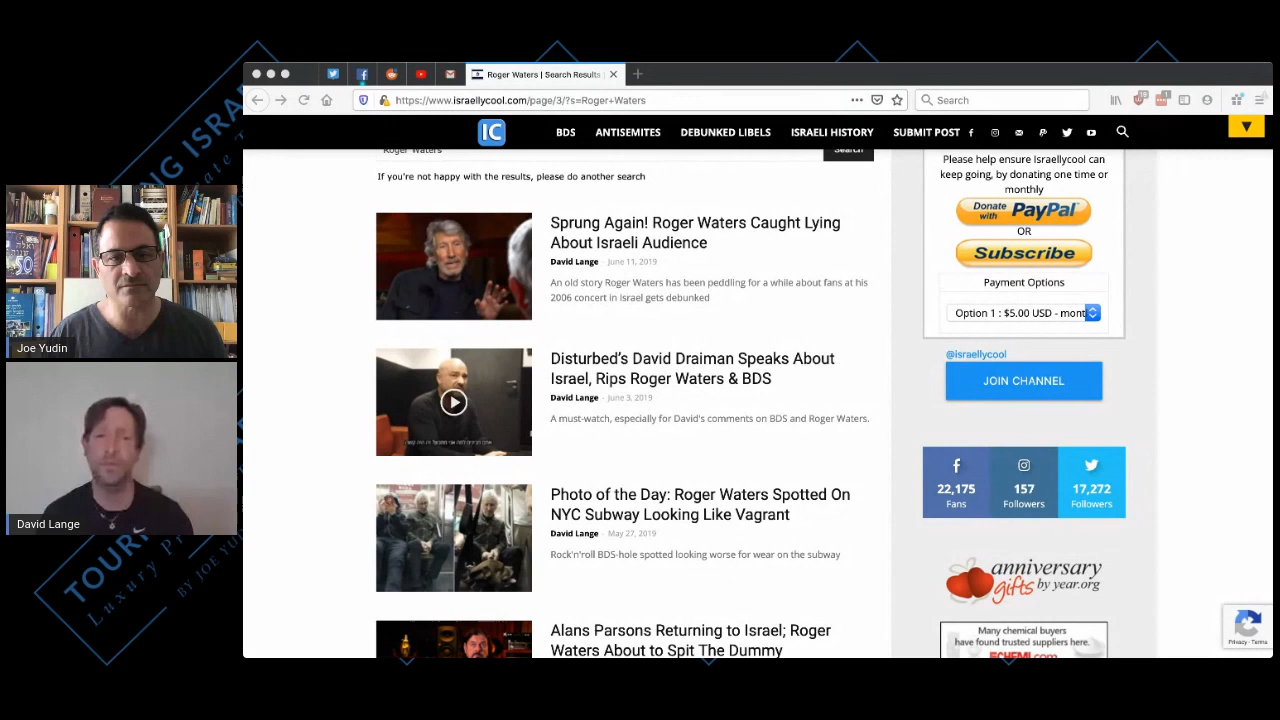 Roger Waters | Search Results
https://www.israellycool.com/page/3/?s=Roger+Waters
Search
IC
BDS
ANTISEMITES
DEBUNKED LIBELS
ISRAELI HISTORY
SUBMIT POST
Roger Waters
Search
If you're not happy with the results, please do another search
Sprung Again! Roger Waters Caught Lying
About Israeli Audience
David Lange - June 11, 2019
An old story Roger Waters has been peddling for a while about fans at his
2006 concert in Israel gets debunked
Disturbed's David Draiman Speaks About
Israel, Rips Roger Waters & BDS
David Lange - June 3, 2019
A must-watch, especially for David's comments on BDS and Roger Waters.
Photo of the Day: Roger Waters Spotted On
NYC Subway Looking Like Vagrant
David Lange - May 27, 2019
Rock'n'roll BDS-hole spotted looking worse for wear on the subway
Alans Parsons Returning to Israel; Roger
Waters About to Spit The Dummy
Please help ensure Israellycool can
keep going, by donating one time or
monthly
Donate
with PayPal
OR
Subscribe
Payment Options
Option 1 : $5.00 USD - mont
@israellycool
JOIN CHANNEL
22,175
Fans
157
Followers
17,272
Followers
anniversary
gifts by year.org
Many chemical buyers
have found trusted suppliers here.
Privacy - Terms
Joe Yudin
David Lange